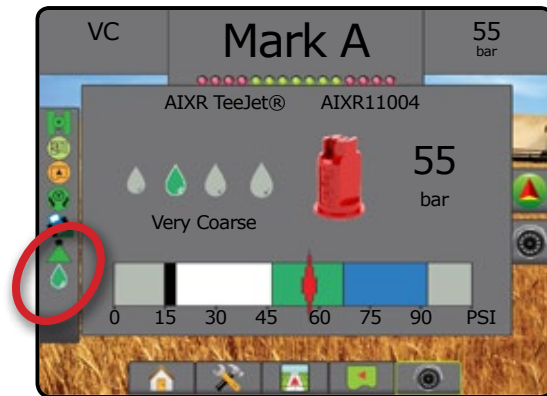 VC
Mark A
55
bar
AIXR TeeJet® AIXR11004
55
bar
Very Coarse
0 15 30 45 60 75 90 PSI